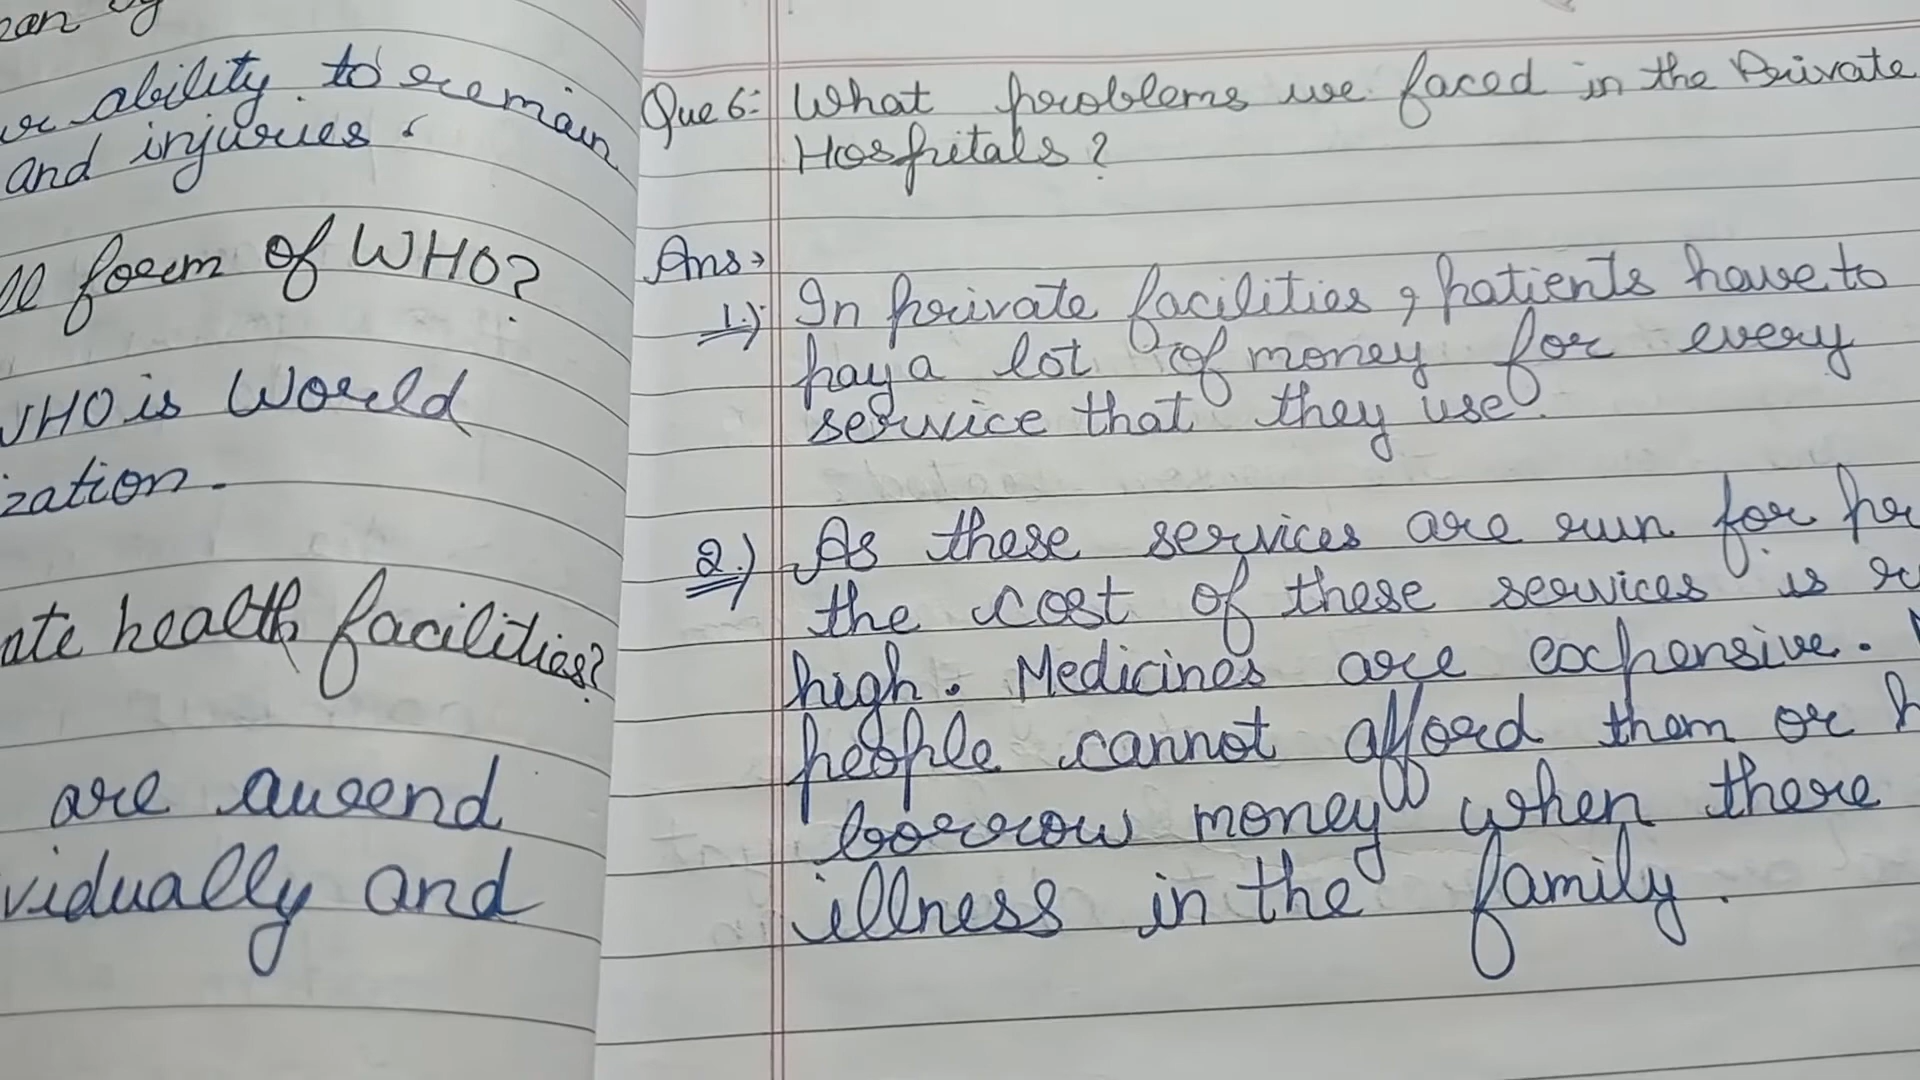 ability to remain
and injuries.
form of WHO?
WHO is World
zation.
health facilities?
are
vidually and
Que 6:- What problems we faced in the Private
Hospitals?
Ans→
1.) In private facilities, patients have to
pay a lot of money for every
service that they use.
2.) As these services are run for
the cost of these services is
high. Medicines are expensive.
people cannot afford them or
borrow money when there
illness in the family.